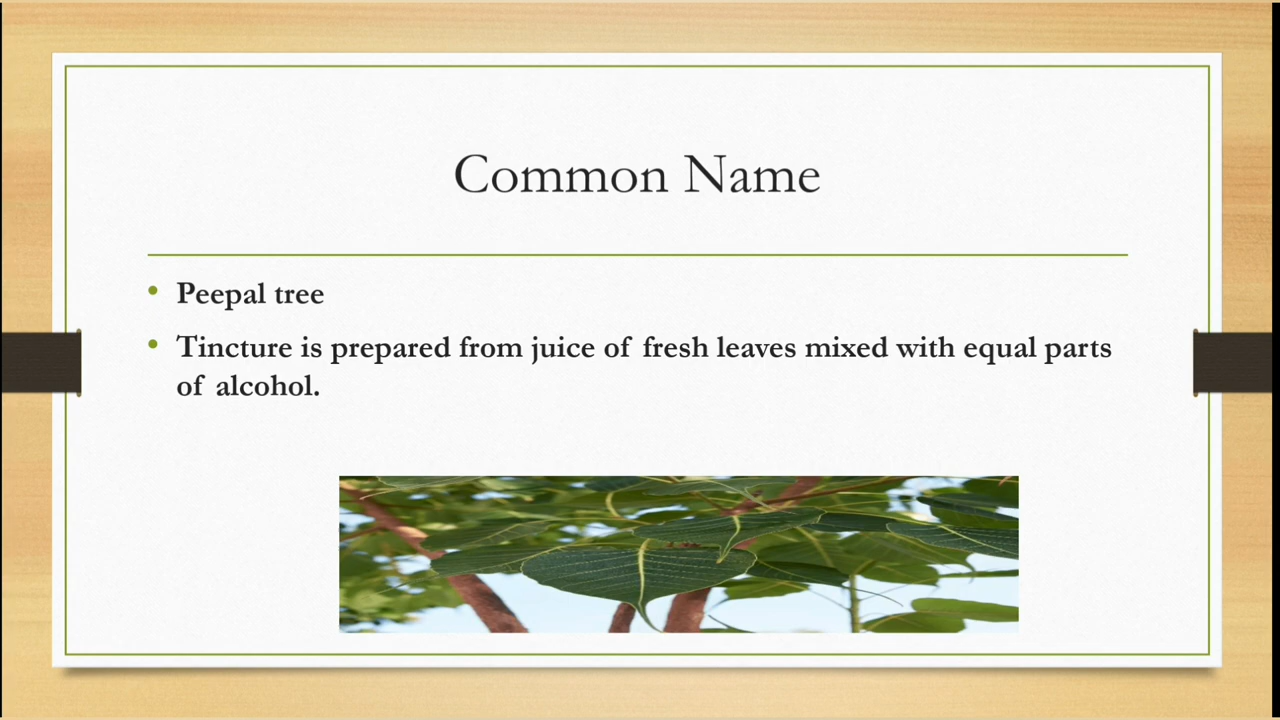 Common Name
Peepal tree
Tincture is prepared from juice of fresh leaves mixed with equal parts
of alcohol.